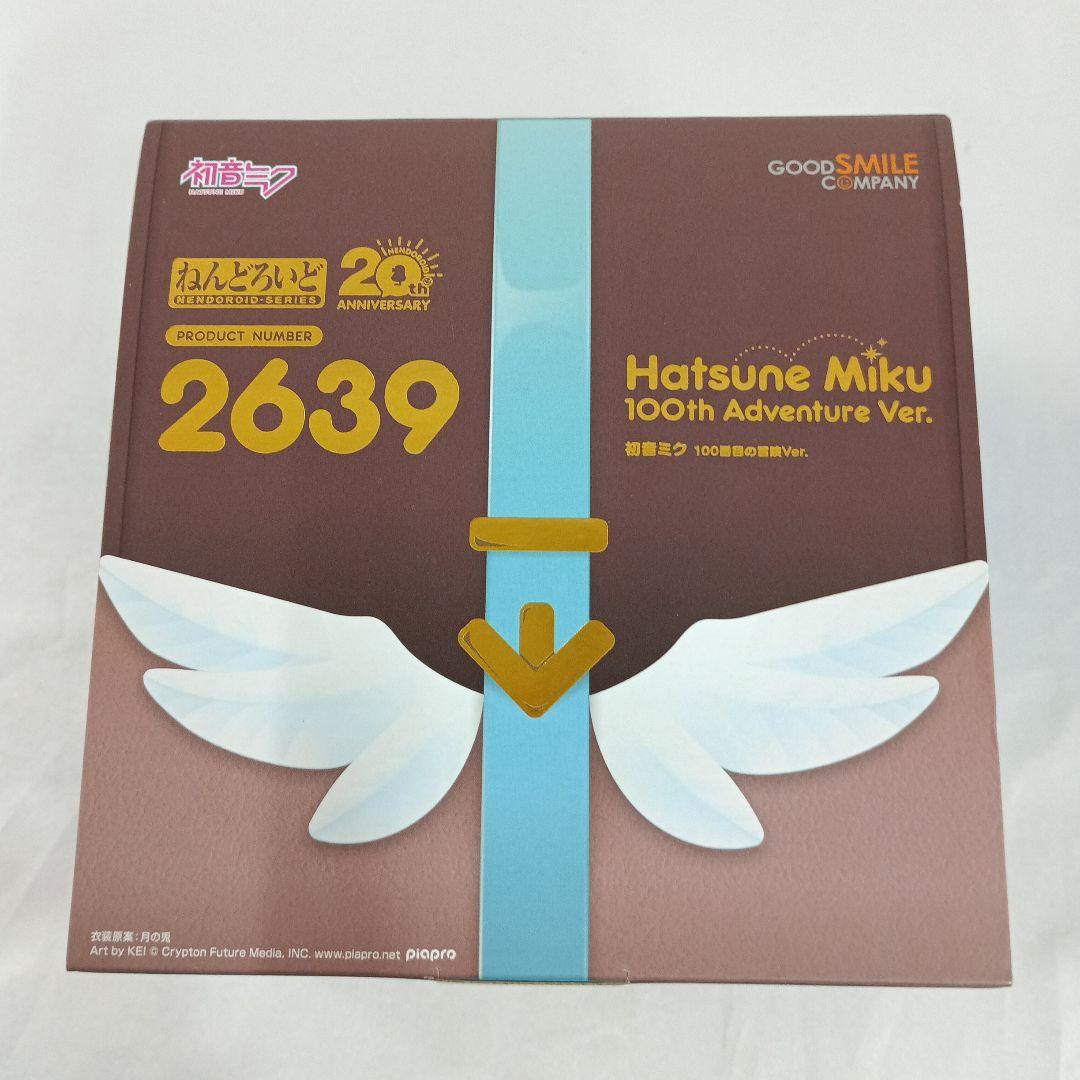 初音ミク
HATSUNE MIKU
GOOD SMILE
COMPANY
ねんどろいど
NENDOROID・SERIES
NENDOROID
20th
ANNIVERSARY
PRODUCT NUMBER
2639
Hatsune Miku
100th Adventure Ver.
初音ミク 100番目の冒険Ver.
衣装原案：月の兎
Art by KEI © Crypton Future Media, INC. www.piapro.net piapro